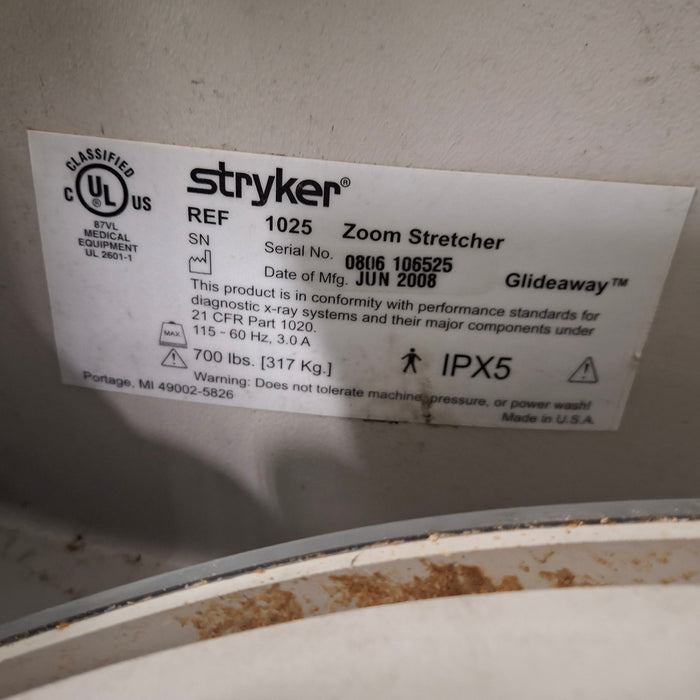 CLASSIFIED
C UL US
®
87VL
MEDICAL
EQUIPMENT
UL 2601-1
stryker®
REF 1025 Zoom Stretcher
SN Serial No. 0806 106525
Date of Mfg. JUN 2008 Glideaway™
This product is in conformity with performance standards for
diagnostic x-ray systems and their major components under
21 CFR Part 1020.
115 - 60 Hz, 3.0 A
MAX
700 lbs. [317 Kg.] IPX5
Warning: Does not tolerate machine, pressure, or power wash!
Portage, MI 49002-5826
Made in U.S.A.